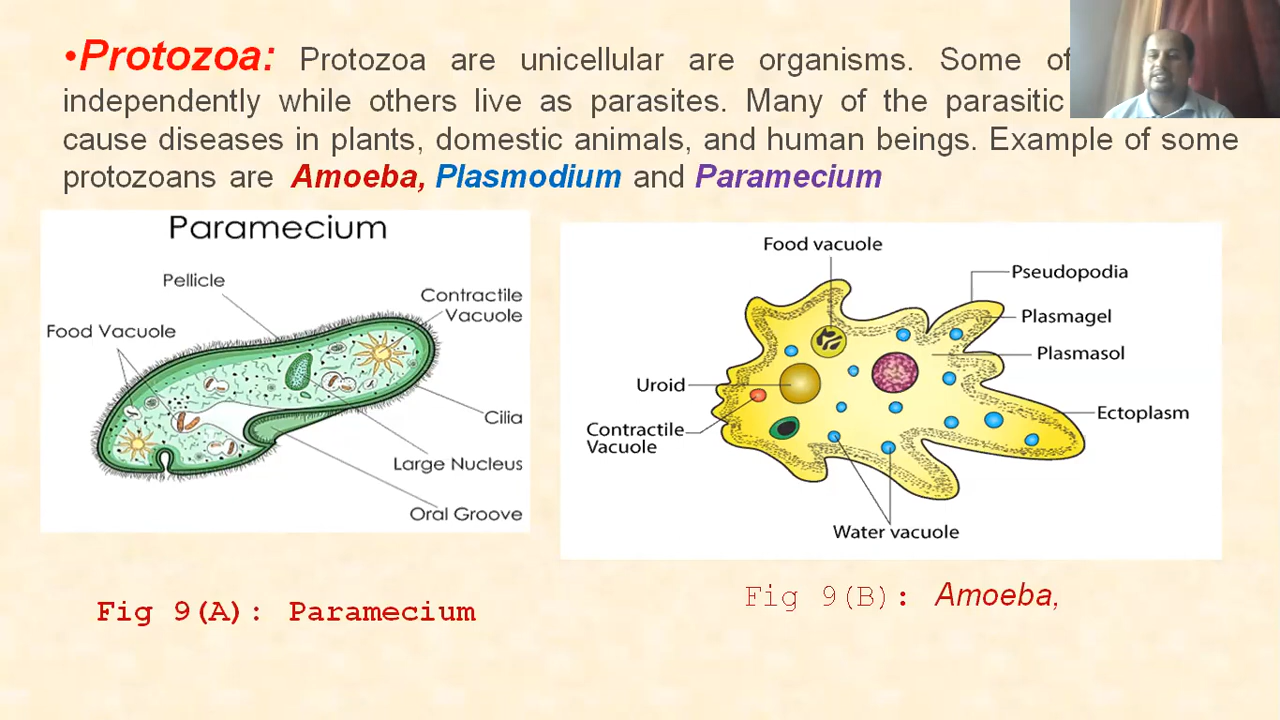 •Protozoa: Protozoa are unicellular are organisms. Some of
independently while others live as parasites. Many of the parasitic
cause diseases in plants, domestic animals, and human beings. Example of some
protozoans are Amoeba, Plasmodium and Paramecium
Paramecium
Pellicle
Contractile
Vacuole
Food Vacuole
Cilia
Large Nucleus
Oral Groove
Food vacuole
Pseudopodia
Plasmagel
Plasmasol
Uroid
Ectoplasm
Contractile
Vacuole
Water vacuole
Fig 9(A): Paramecium
Fig 9(B): Amoeba,